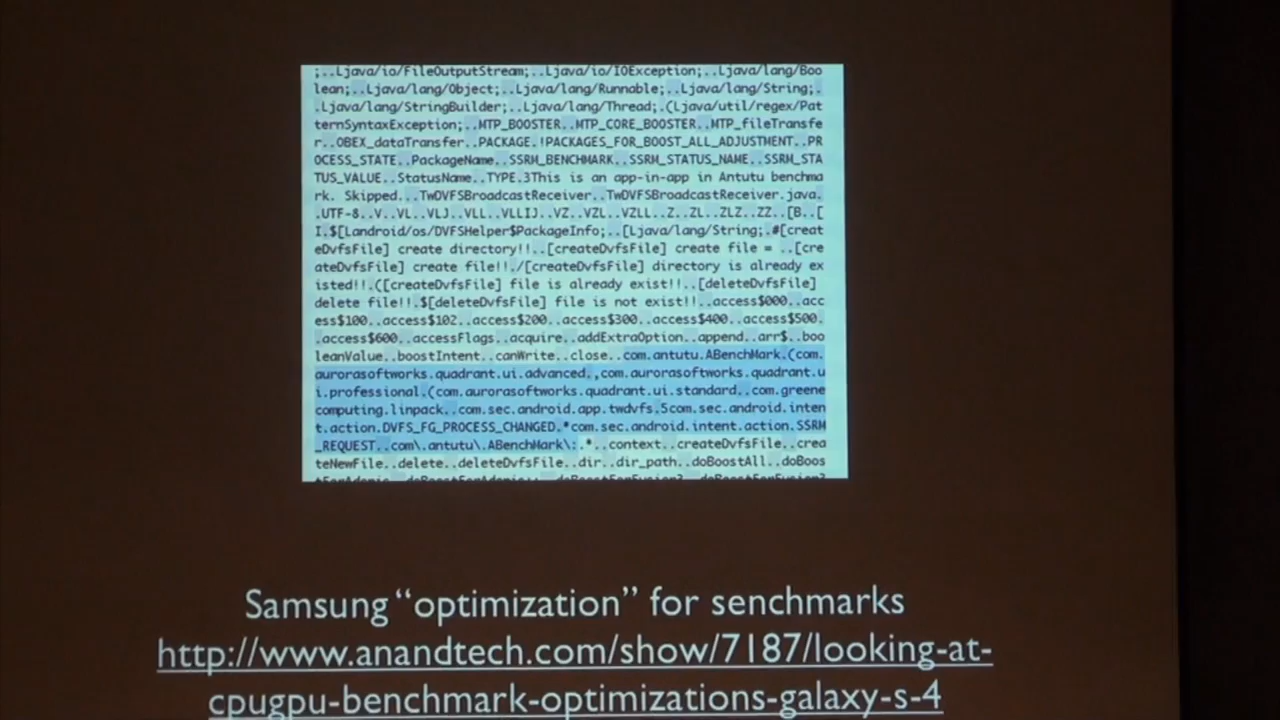 ;..Ljava/io/FileOutputStream;..Ljava/io/IOException;..Ljava/lang/Boo
lean;..Ljava/lang/Object;..Ljava/lang/Runnable;..Ljava/lang/String;.
.Ljava/lang/StringBuilder;..Ljava/lang/Thread;.(Ljava/util/regex/Pat
ternSyntaxException;..MTP_BOOSTER..MTP_CORE_BOOSTER..MTP_fileTransfe
r..OBEX_dataTransfer..PACKAGE.!PACKAGES_FOR_BOOST_ALL_ADJUSTMENT..PR
OCESS_STATE..PackageName..SSRM_BENCHMARK..SSRM_STATUS_NAME..SSRM_STA
TUS_VALUE..StatusName..TYPE.3This is an app-in-app in Antutu benchma
rk. Skipped...TwDVFSBroadcastReceiver..TwDVFSBroadcastReceiver.java.
.UTF-8..V..VL..VLJ..VLL..VLLIJ..VZ..VZL..VZLL..Z..ZL..ZLZ..ZZ..[B..[
I.$[Landroid/os/DVFSHelper$PackageInfo;..[Ljava/lang/String;.#[creat
eDvfsFile] create directory!!..[createDvfsFile] create file = ..[cre
ateDvfsFile] create file!!./[createDvfsFile] directory is already ex
isted!!.([createDvfsFile] file is already exist!!..[deleteDvfsFile]
delete file!!.$[deleteDvfsFile] file is not exist!!..access$000..acc
ess$100..access$102..access$200..access$300..access$400..access$500.
.access$600..accessFlags..acquire..addExtraOption..append..arr$..boo
leanValue..boostIntent..canWrite..close..com.antutu.ABenchMark.(com.
aurorasoftworks.quadrant.ui.advanced.,com.aurorasoftworks.quadrant.u
i.professional.(com.aurorasoftworks.quadrant.ui.standard..com.greene
computing.linpack..com.sec.android.app.twdvfs.5com.sec.android.inten
t.action.DVFS_FG_PROCESS_CHANGED.*com.sec.android.intent.action.SSRM
_REQUEST..com\.antutu\.ABenchMark\:.*..context..createDvfsFile..crea
teNewFile..delete..deleteDvfsFile..dir..dir_path..doBoostAll..doBoos
Samsung “optimization” for senchmarks
http://www.anandtech.com/show/7187/looking-at-
cpugpu-benchmark-optimizations-galaxy-s-4